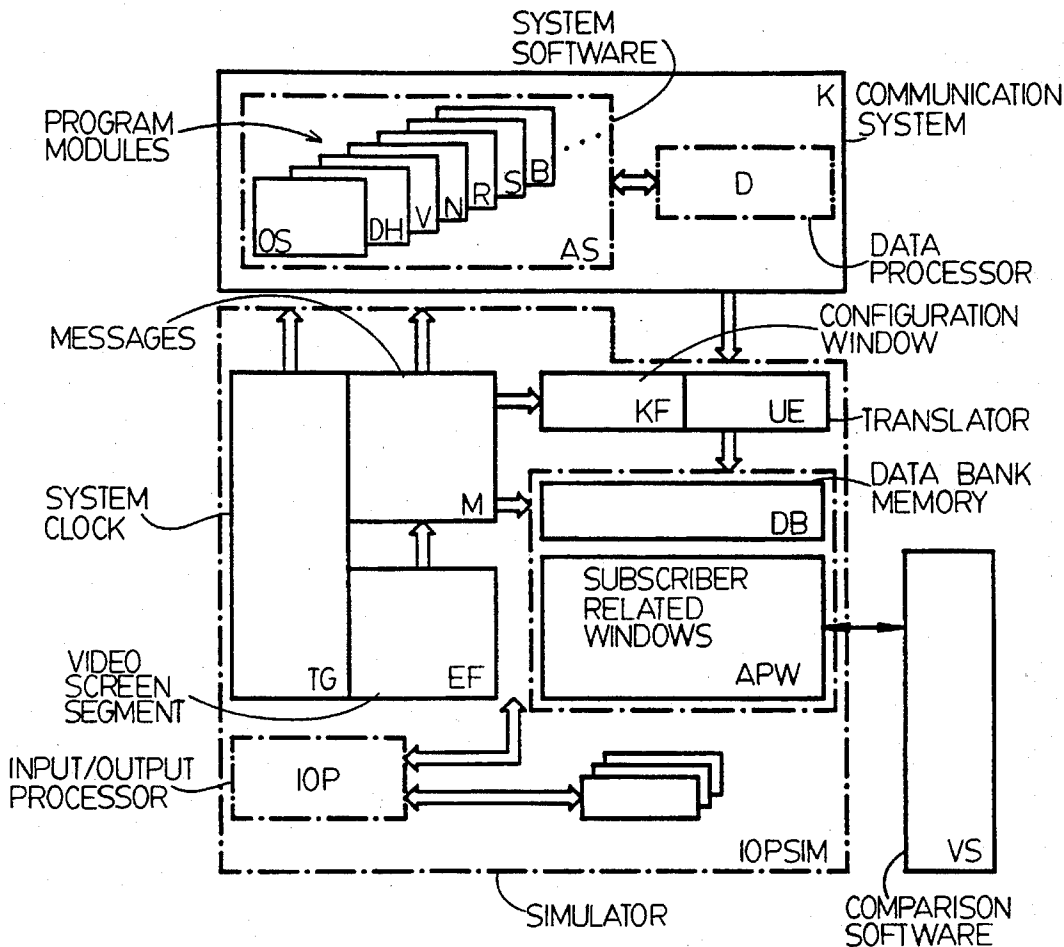 SYSTEM
SOFTWARE
K
COMMUNICATION
SYSTEM
PROGRAM
MODULES
B
S
R
N
V
DH
OS
AS
D
DATA
PROCESSOR
MESSAGES
CONFIGURATION
WINDOW
KF
UE
TRANSLATOR
M
DATA BANK
MEMORY
DB
SYSTEM
CLOCK
SUBSCRIBER
RELATED
WINDOWS
APW
TG
EF
VIDEO
SCREEN
SEGMENT
INPUT/OUTPUT
PROCESSOR
IOP
IOPSIM
VS
SIMULATOR
COMPARISON
SOFTWARE